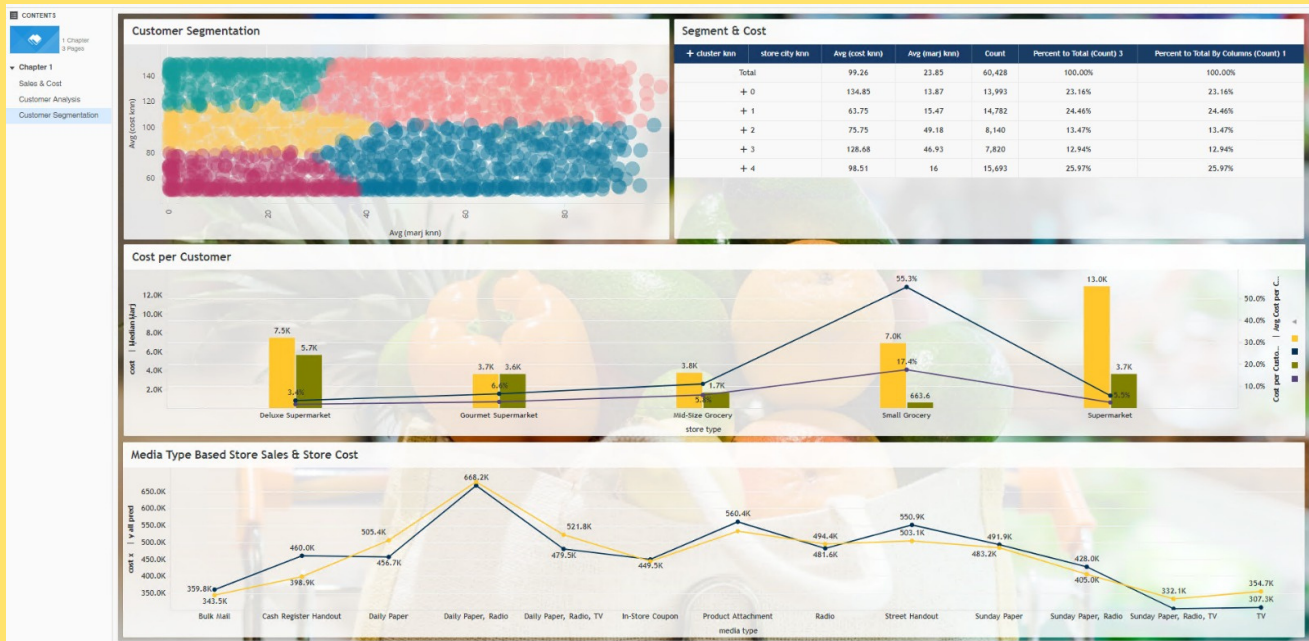 CONTENTS
1 Chapter
3 Pages
Chapter 1
Sales & Cost
Customer Analysis
Customer Segmentation
Customer Segmentation
Avg (cost knn)
140
120
100
80
60
0
20
40
60
80
Avg (marj knn)
Segment & Cost
+ cluster knn store city knn Avg (cost knn) Avg (marj knn) Count Percent to Total (Count) 3 Percent to Total By Columns (Count) 1
Total 99.26 23.85 60,428 100.00% 100.00%
+ 0 134.85 13.87 13,993 23.16% 23.16%
+ 1 63.75 15.47 14,782 24.46% 24.46%
+ 2 75.75 49.18 8,140 13.47% 13.47%
+ 3 128.68 46.93 7,820 12.94% 12.94%
+ 4 98.51 16 15,693 25.97% 25.97%
Cost per Customer
cost | Median Marj
12.0K
10.0K
8.0K
6.0K
4.0K
2.0K
7.5K
5.7K
3.4%
3.7K
3.6K
6.6%
3.8K
1.7K
7.0K
663.6
55.3%
17.4%
13.0K
3.7K
5.5%
50.0%
40.0%
30.0%
20.0%
10.0%
Cost per Custo... | Avg Cost per C...
Deluxe Supermarket Gourmet Supermarket Mid-Size Grocery Small Grocery Supermarket
store type
Media Type Based Store Sales & Store Cost
650.0K
600.0K
550.0K
500.0K
450.0K
400.0K
350.0K
359.8K
343.5K
460.0K
398.9K
505.4K
456.7K
668.2K
521.8K
479.5K
449.5K
560.4K
494.4K
481.6K
550.9K
503.1K
491.9K
483.2K
428.0K
405.0K
332.1K
354.7K
307.3K
Bulk Mail Cash Register Handout Daily Paper Daily Paper, Radio Daily Paper, Radio, TV In-Store Coupon Product Attachment Radio Street Handout Sunday Paper Sunday Paper, Radio Sunday Paper, Radio, TV TV
media type